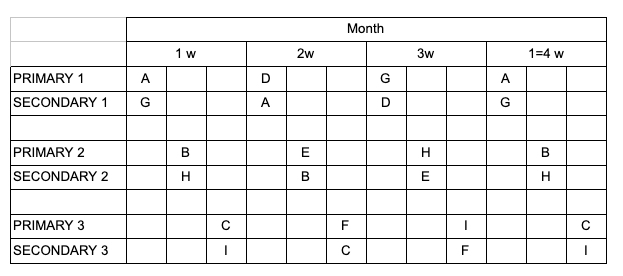 Month
1 w 2w 3w 1=4 w
PRIMARY 1 A D G A
SECONDARY 1 G A D G
PRIMARY 2 B E H B
SECONDARY 2 H B E H
PRIMARY 3 C F I C
SECONDARY 3 I C F I